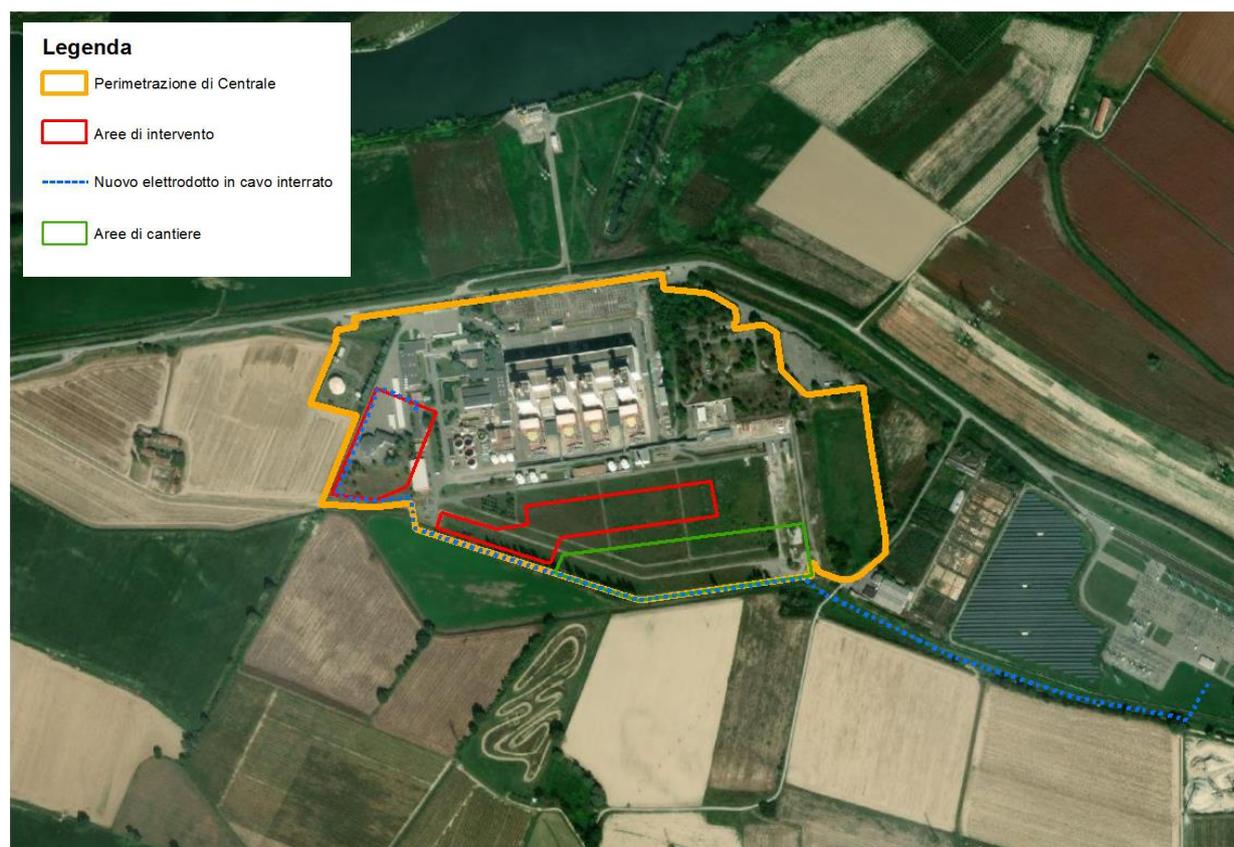 Legenda
Perimetrazione di Centrale
Aree di intervento
Nuovo elettrodotto in cavo interrato
Aree di cantiere